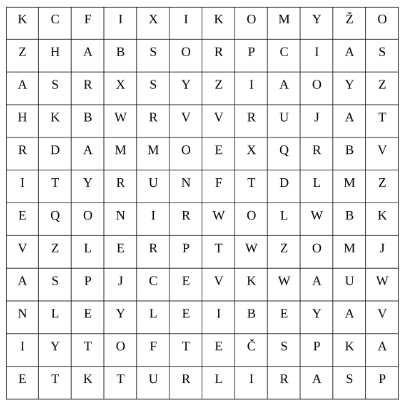 K C F I X I K O M Y Ž O
Z H A B S O R P C I A S
A S R X S Y Z I A O Y Z
H K B W R V V R U J A T
R D A M M O E X Q R B V
I T Y R U N F T D L M Z
E Q O N I R W O L W B K
V Z L E R P T W Z O M J
A S P J C E V K W A U W
N L E Y L E I B E Y A V
I Y T O F T E Č S P K A
E T K T U R L I R A S P